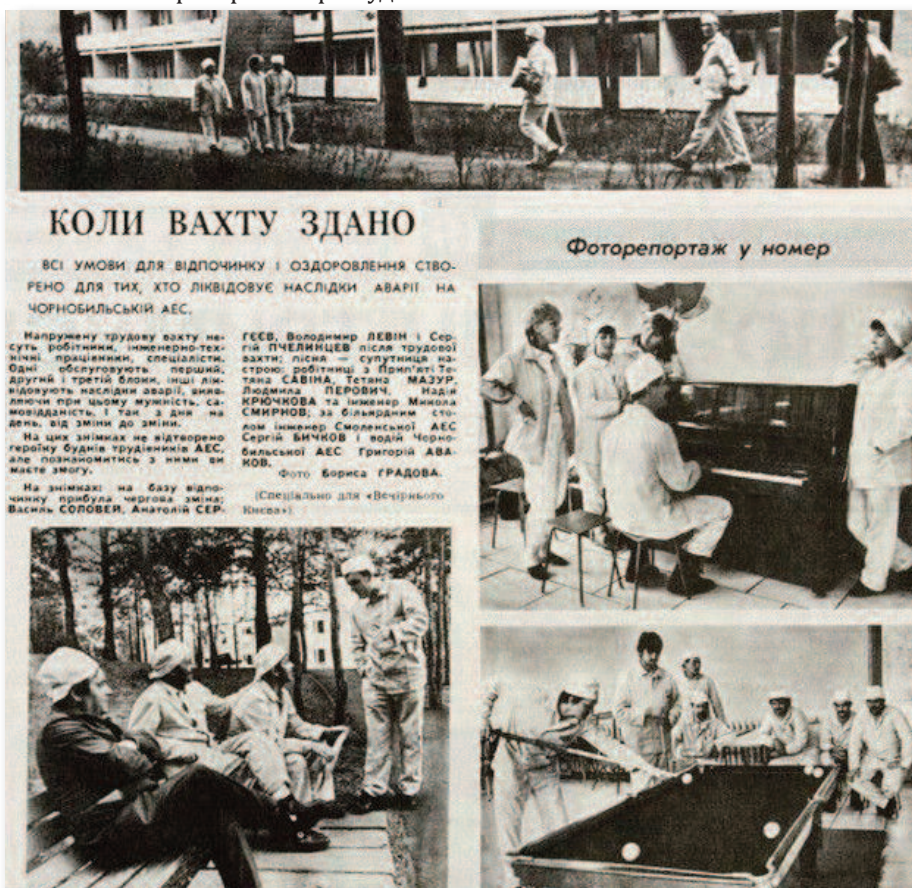 КОЛИ ВАХТУ ЗДАНО
ВСІ УМОВИ ДЛЯ ВІДПОЧИНКУ І ОЗДОРОВЛЕННЯ СТВО-
РЕНО ДЛЯ ТИХ, ХТО ЛІКВІДОВУЄ НАСЛІДКИ АВАРІЇ НА
ЧОРНОБИЛЬСЬКІЙ АЕС.
Напружену трудову вахту не-
суть робітники, інженерно-тех-
нічні працівники, спеціалісти.
Одні обслуговують перший,
другий і третій блоки, інші лік-
відовують наслідки аварії, вияв-
ляючи при цьому мужність, са-
мовідданість. І так з дня на
день, від зміни до зміни.
На цих знімках не відтворено
героїку буднів трудівників АЕС,
але познайомитись з ними ви
маєте змогу.
На знімках: на базу відпо-
чинку прибула чергова зміна;
Василь СОЛОВЕЙ, Анатолій СЕР-
ГЕЄВ, Володимир ЛЕВІН і Сер-
гій ПЧЕЛИНЦЕВ після трудової
вахти; пісня — супутниця на-
строю: робітниці з Прип'яті Те-
тяна САВІНА, Тетяна МАЗУР,
Людмила ПЕРОВИЧ, Надія
КРЮЧКОВА та інженер Микола
СМИРНОВ; за більярдним сто-
лом інженер Смоленської АЕС
Сергій БИЧКОВ і водій Чорно-
бильської АЕС Григорій АВА-
КОВ.
Фото Бориса ГРАДОВА.
(Спеціально для «Вечірнього
Києва»)
Фоторепортаж у номер